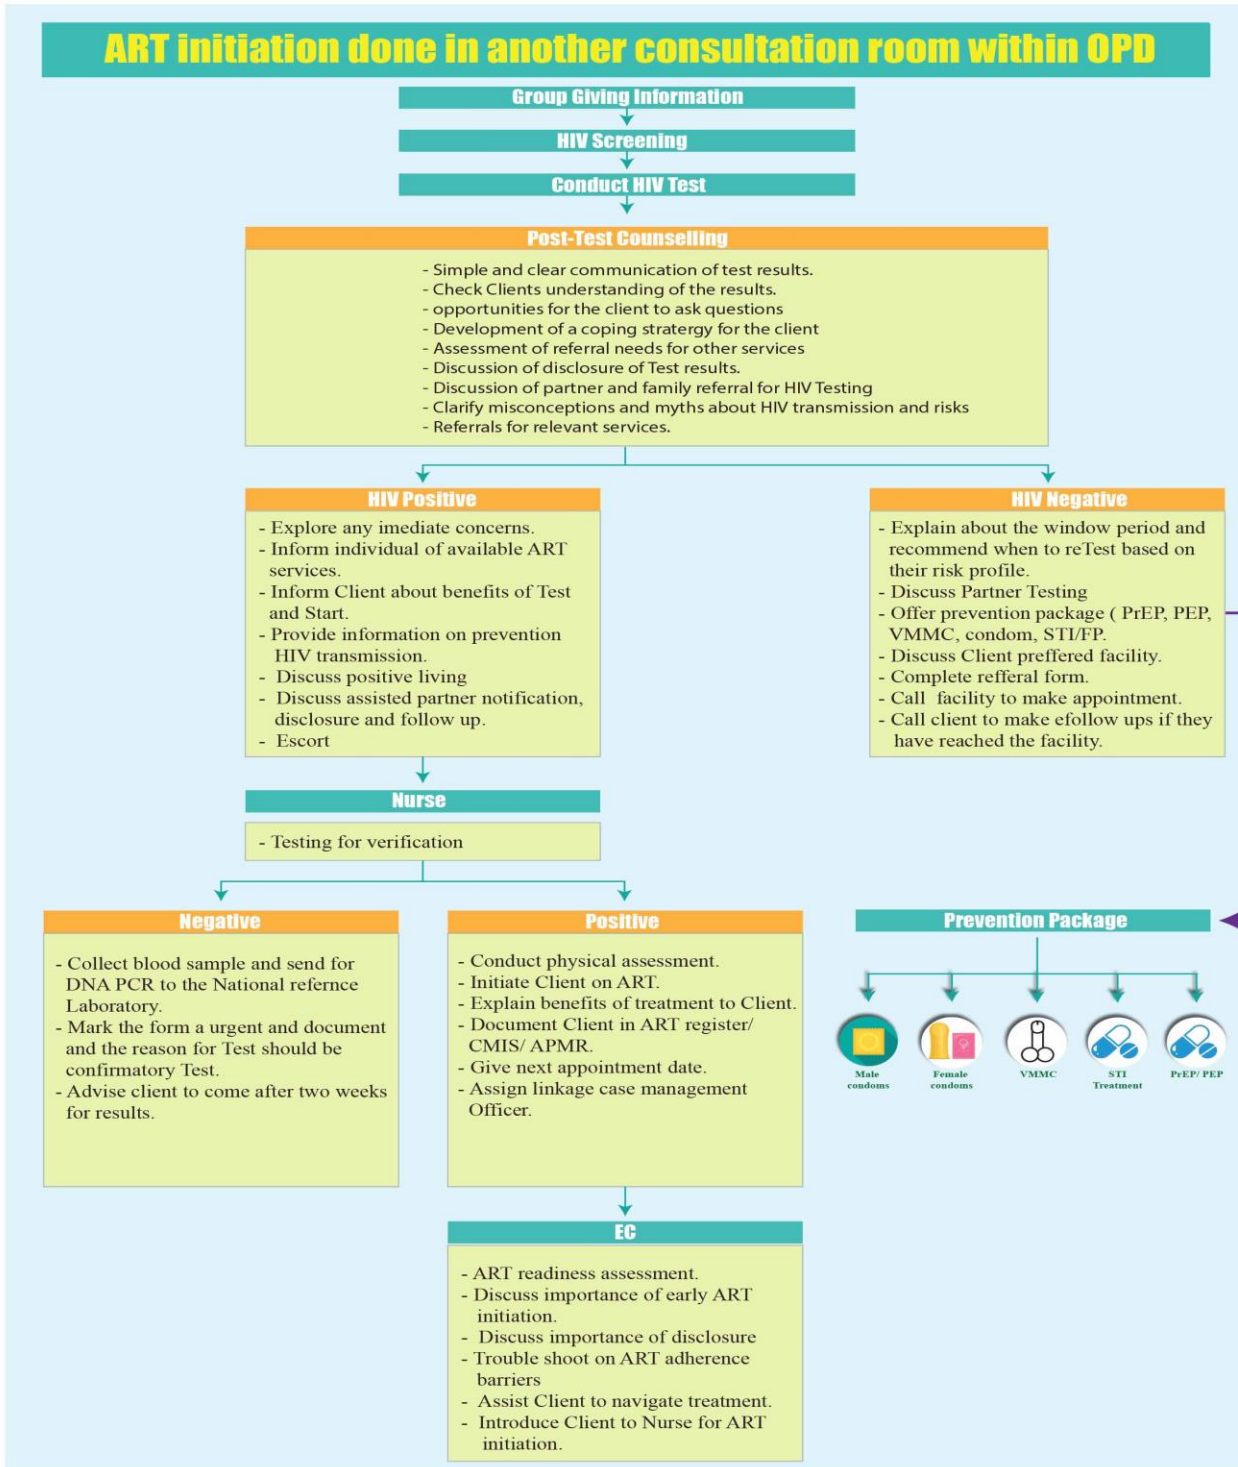 ART initiation done in another consultation room within OPD
Group Giving Information
HIV Screening
Conduct HIV Test
Post-Test Counselling
- Simple and clear communication of test results.
- Check Clients understanding of the results.
- opportunities for the client to ask questions
- Development of a coping stratergy for the client
- Assessment of referral needs for other services
- Discussion of disclosure of Test results.
- Discussion of partner and family referral for HIV Testing
- Clarify misconceptions and myths about HIV transmission and risks
- Referrals for relevant services.
HIV Positive
- Explore any imediate concerns.
- Inform individual of available ART
services.
- Inform Client about benefits of Test
and Start.
- Provide information on prevention
HIV transmission.
- Discuss positive living
- Discuss assisted partner notification,
disclosure and follow up.
- Escort
HIV Negative
- Explain about the window period and
recommend when to reTest based on
their risk profile.
- Discuss Partner Testing
- Offer prevention package ( PrEP, PEP,
VMMC, condom, STI/FP.
- Discuss Client preffered facility.
- Complete refferal form.
- Call facility to make appointment.
- Call client to make efollow ups if they
have reached the facility.
Nurse
- Testing for verification
Negative
- Collect blood sample and send for
DNA PCR to the National refernce
Laboratory.
- Mark the form a urgent and document
and the reason for Test should be
confirmatory Test.
- Advise client to come after two weeks
for results.
Positive
- Conduct physical assessment.
- Initiate Client on ART.
- Explain benefits of treatment to Client.
- Document Client in ART register/
CMIS/ APMR.
- Give next appointment date.
- Assign linkage case management
Officer.
Prevention Package
Male
condoms
Female
condoms
VMMC
STI
Treatment
PrEP/ PEP
EC
- ART readiness assessment.
- Discuss importance of early ART
initiation.
- Discuss importance of disclosure
- Trouble shoot on ART adherence
barriers
- Assist Client to navigate treatment.
- Introduce Client to Nurse for ART
initiation.